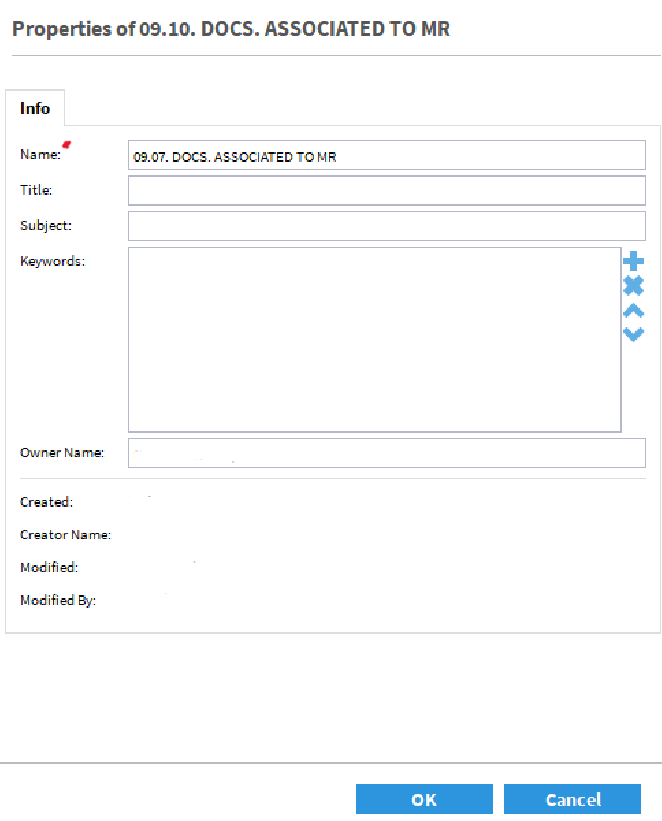 Properties of 09.10. DOCS. ASSOCIATED TO MR
Info
Name:
09.07. DOCS. ASSOCIATED TO MR
Title:
Subject:
Keywords:
Owner Name:
Created:
Creator Name:
Modified:
Modified By:
OK
Cancel